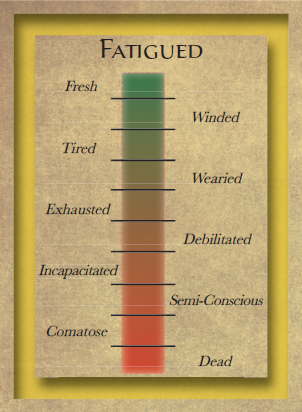 FATIGUED
Fresh
Winded
Tired
Wearied
Exhausted
Debilitated
Incapacitated
Semi-Conscious
Comatose
Dead